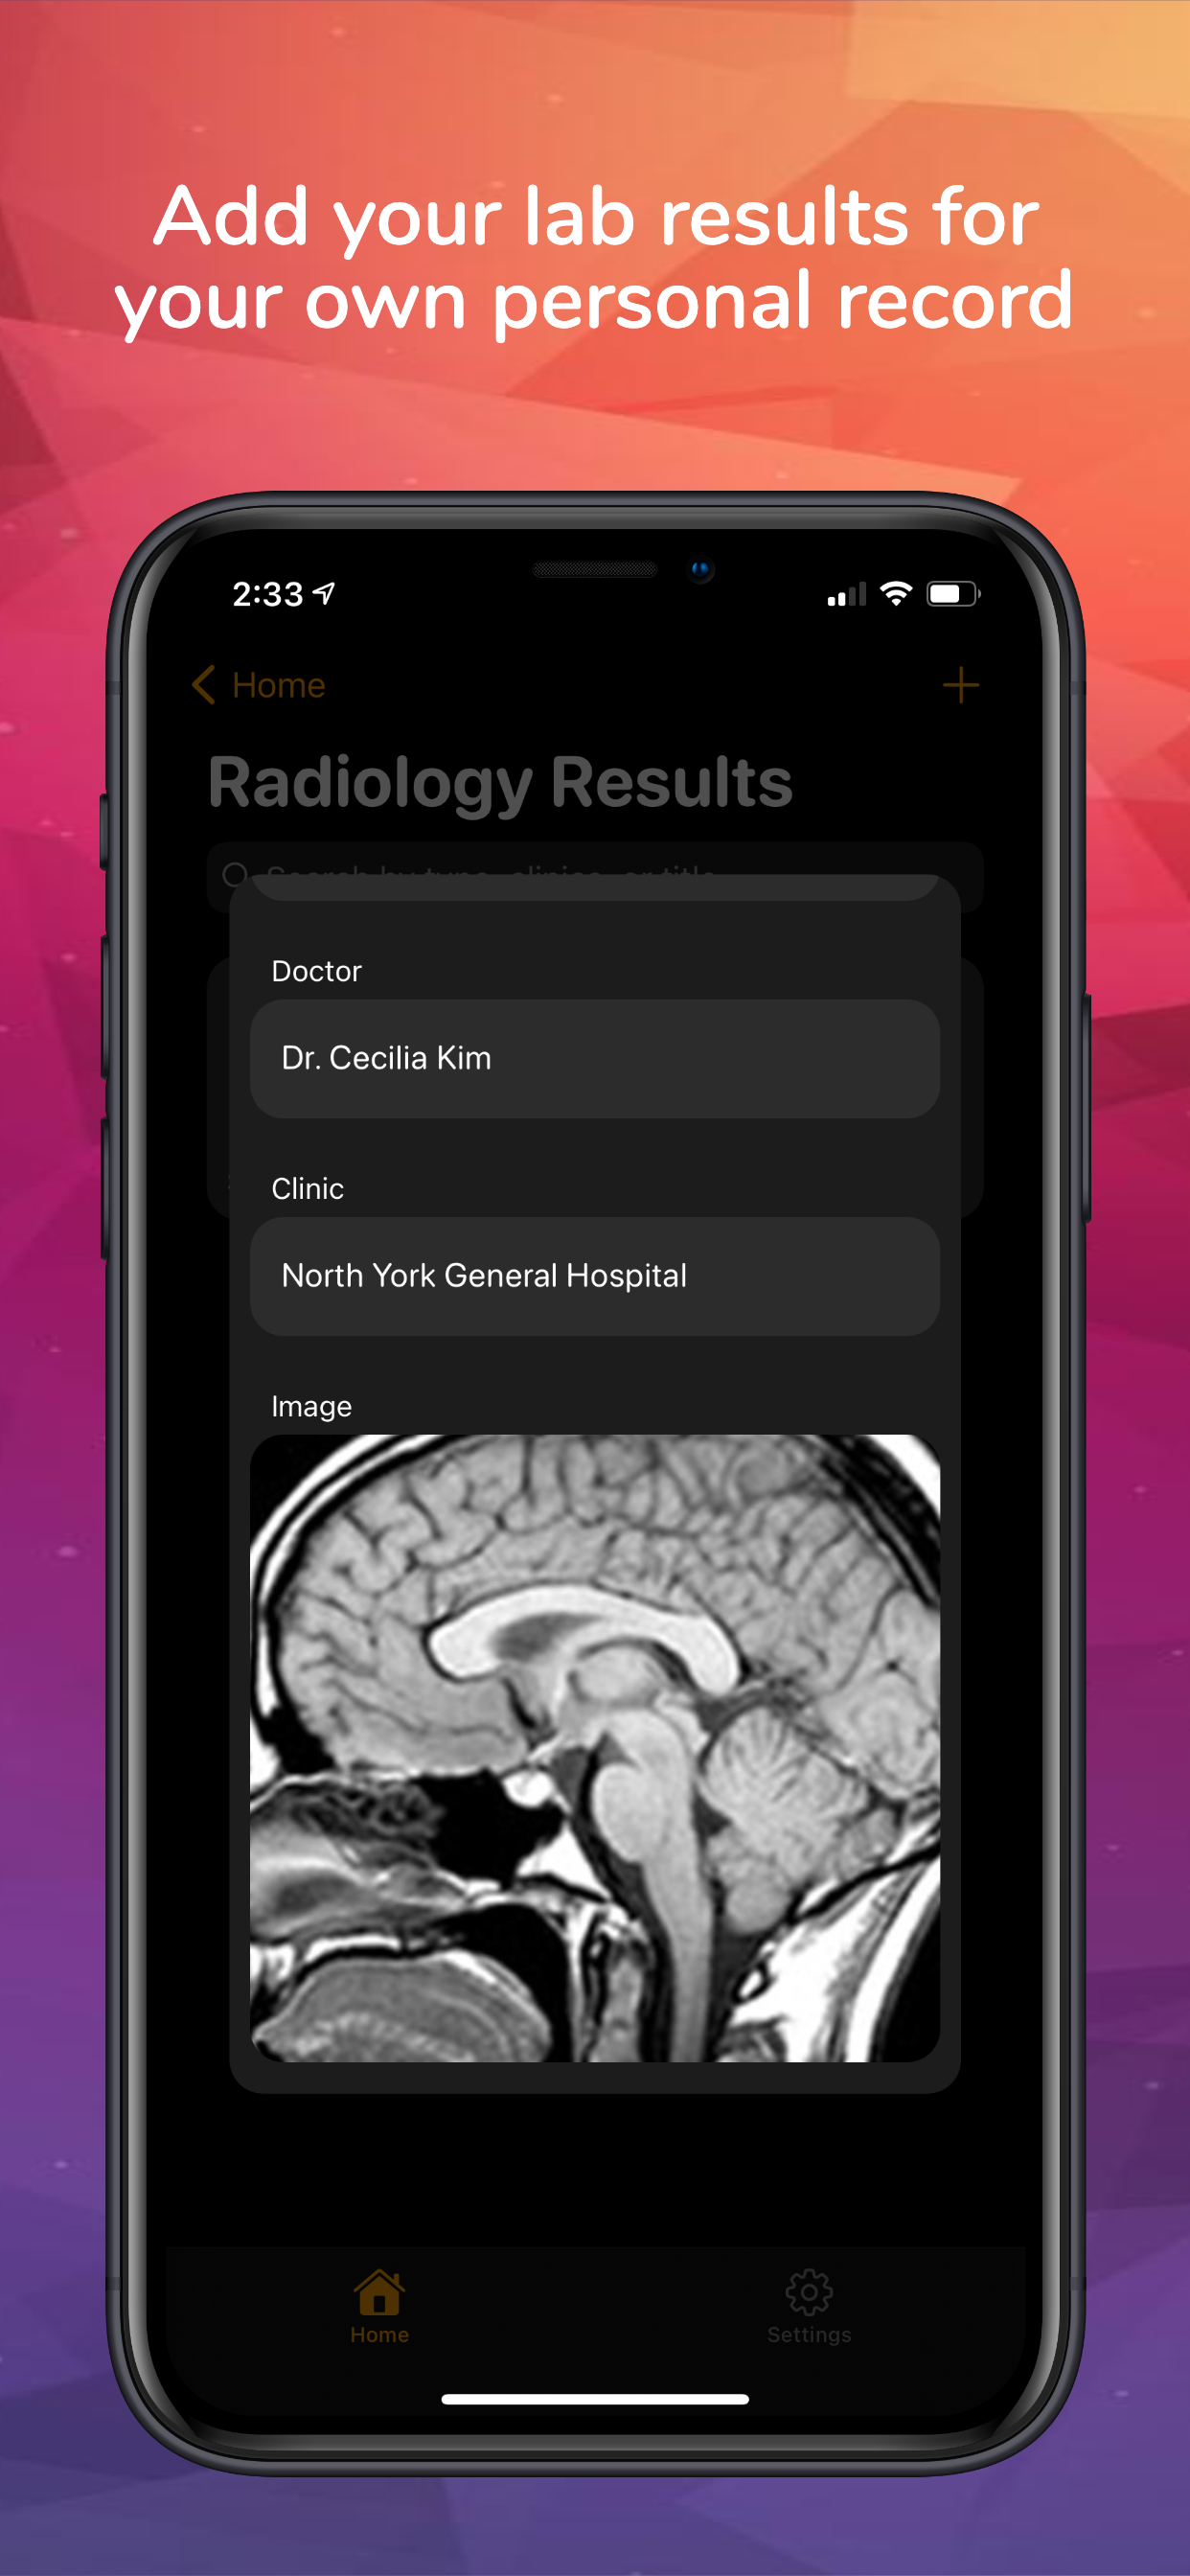 Add your lab results for
your own personal record
2:33
Home
Radiology Results
Search by type, clinics, or title
Doctor
Dr. Cecilia Kim
Clinic
North York General Hospital
Image
Home
Settings